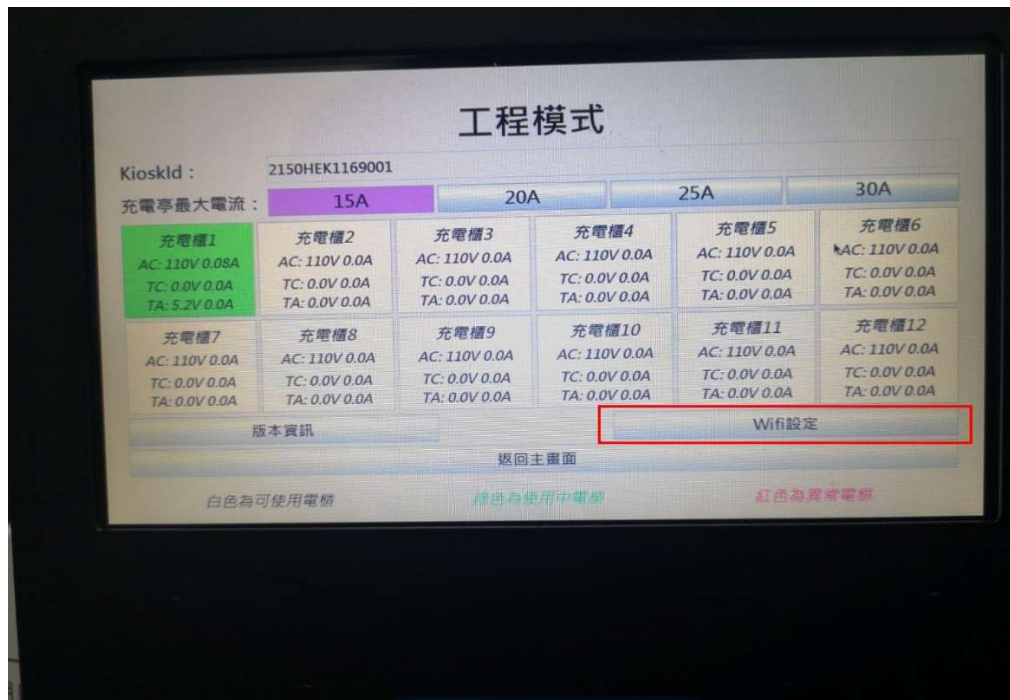 工程模式
KioskId : 2150HEK1169001
充電亭最大電流 : 15A 20A 25A 30A
充電櫃1 充電櫃2 充電櫃3 充電櫃4 充電櫃5 充電櫃6
AC: 110V 0.08A AC: 110V 0.0A AC: 110V 0.0A AC: 110V 0.0A AC: 110V 0.0A AC: 110V 0.0A
TC: 0.0V 0.0A TC: 0.0V 0.0A TC: 0.0V 0.0A TC: 0.0V 0.0A TC: 0.0V 0.0A TC: 0.0V 0.0A
TA: 5.2V 0.0A TA: 0.0V 0.0A TA: 0.0V 0.0A TA: 0.0V 0.0A TA: 0.0V 0.0A TA: 0.0V 0.0A
充電櫃7 充電櫃8 充電櫃9 充電櫃10 充電櫃11 充電櫃12
AC: 110V 0.0A AC: 110V 0.0A AC: 110V 0.0A AC: 110V 0.0A AC: 110V 0.0A AC: 110V 0.0A
TC: 0.0V 0.0A TC: 0.0V 0.0A TC: 0.0V 0.0A TC: 0.0V 0.0A TC: 0.0V 0.0A TC: 0.0V 0.0A
TA: 0.0V 0.0A TA: 0.0V 0.0A TA: 0.0V 0.0A TA: 0.0V 0.0A TA: 0.0V 0.0A TA: 0.0V 0.0A
版本資訊 Wifi設定
返回主畫面
白色為可使用電櫃 綠色為使用中電櫃 紅色為異常電櫃